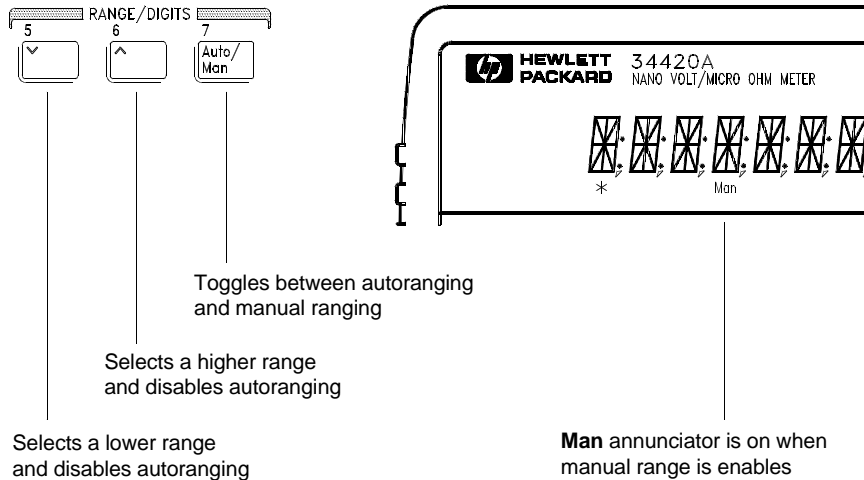 RANGE/DIGITS
5 6 7
Auto/
Man
hp HEWLETT
PACKARD
34420A
NANO VOLT/MICRO OHM METER
* Man
Toggles between autoranging
and manual ranging
Selects a higher range
and disables autoranging
Selects a lower range
and disables autoranging
Man annunciator is on when
manual range is enables